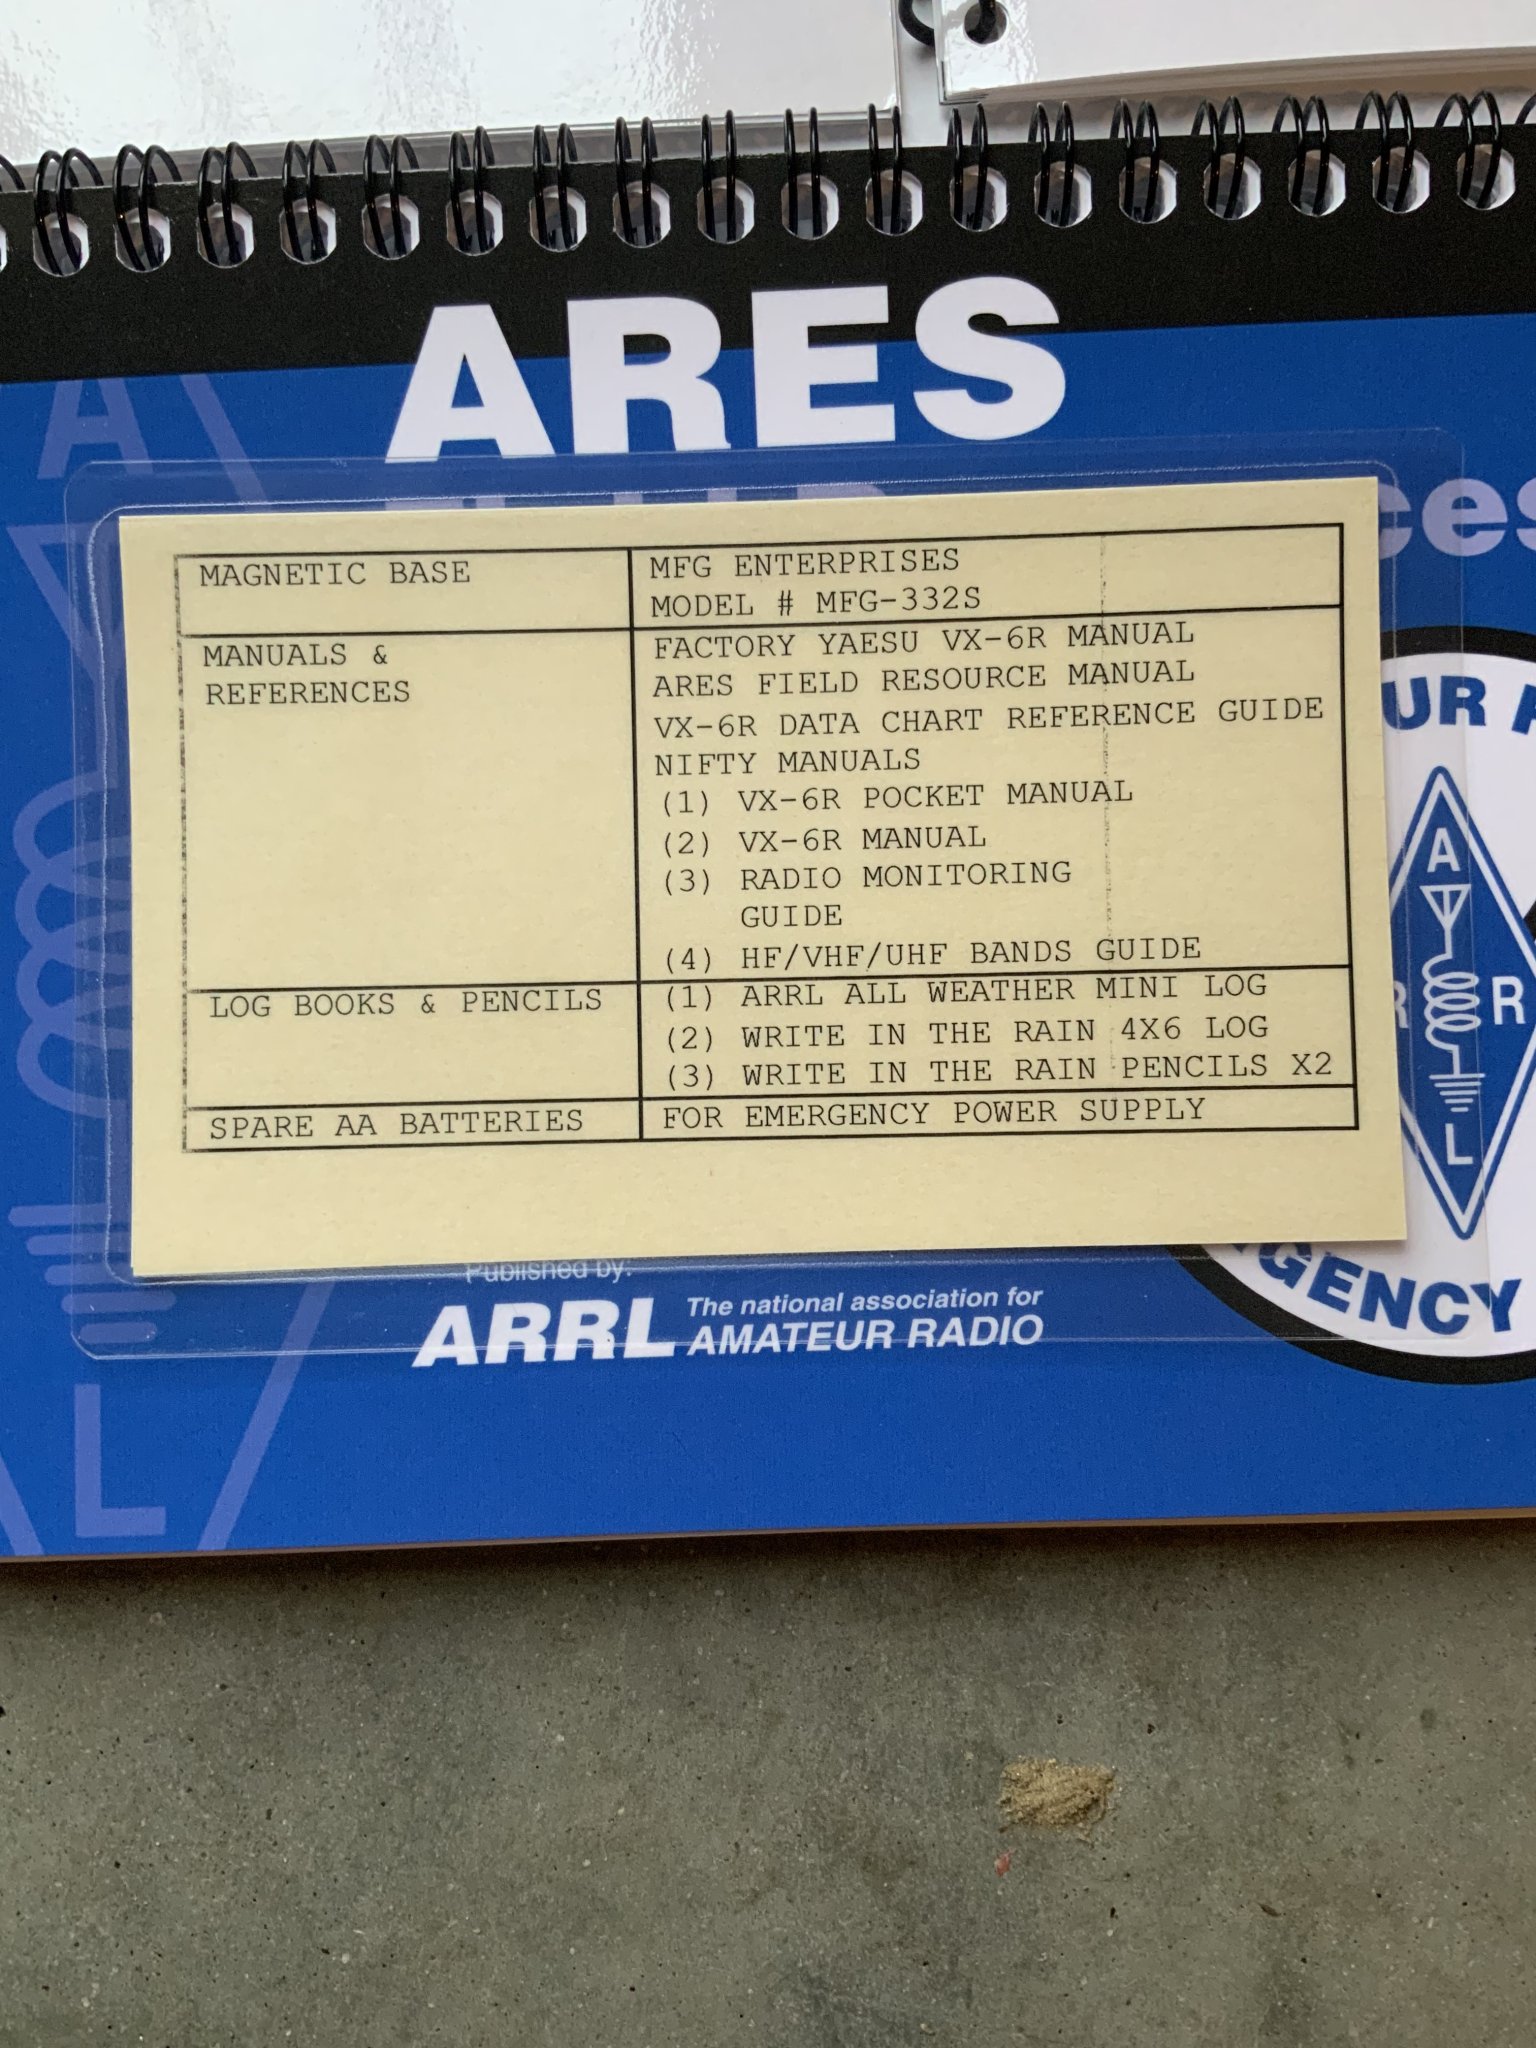 ARES
ces
MAGNETIC BASE
MFG ENTERPRISES
MODEL # MFG-332S
MANUALS &
REFERENCES
FACTORY YAESU VX-6R MANUAL
ARES FIELD RESOURCE MANUAL
VX-6R DATA CHART REFERENCE GUIDE
NIFTY MANUALS
(1) VX-6R POCKET MANUAL
(2) VX-6R MANUAL
(3) RADIO MONITORING
GUIDE
(4) HF/VHF/UHF BANDS GUIDE
LOG BOOKS & PENCILS
(1) ARRL ALL WEATHER MINI LOG
(2) WRITE IN THE RAIN 4X6 LOG
(3) WRITE IN THE RAIN PENCILS X2
SPARE AA BATTERIES
FOR EMERGENCY POWER SUPPLY
Published by:
ARRL The national association for
AMATEUR RADIO
UR
A
R R
L
GENCY
A
L